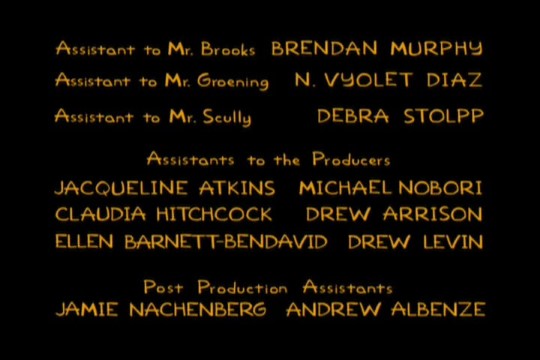 Assistant to Mr. Brooks BRENDAN MURPHY
Assistant to Mr. Groening N. VYOLET DIAZ
Assistant to Mr. Scully DEBRA STOLPP
Assistants to the Producers
JACQUELINE ATKINS MICHAEL NOBORI
CLAUDIA HITCHCOCK DREW ARRISON
ELLEN BARNETT-BENDAVID DREW LEVIN
Post Production Assistants
JAMIE NACHENBERG ANDREW ALBENZE